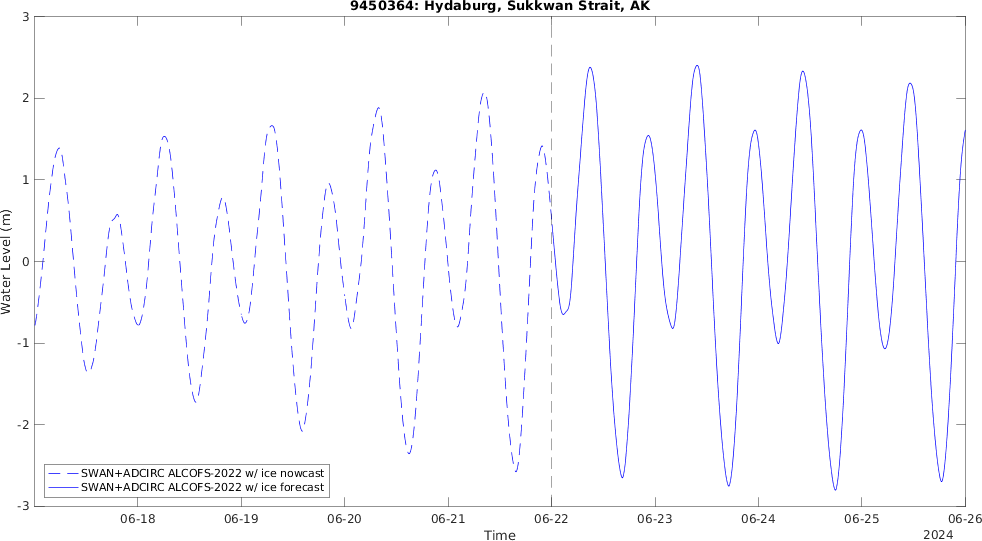 9450364: Hydaburg, Sukkwan Strait, AK
3
2
1
0
-1
-2
-3
Water Level (m)
SWAN+ADCIRC ALCOFS-2022 w/ ice nowcast
SWAN+ADCIRC ALCOFS-2022 w/ ice forecast
06-18 06-19 06-20 06-21 06-22 06-23 06-24 06-25 06-26
Time
2024